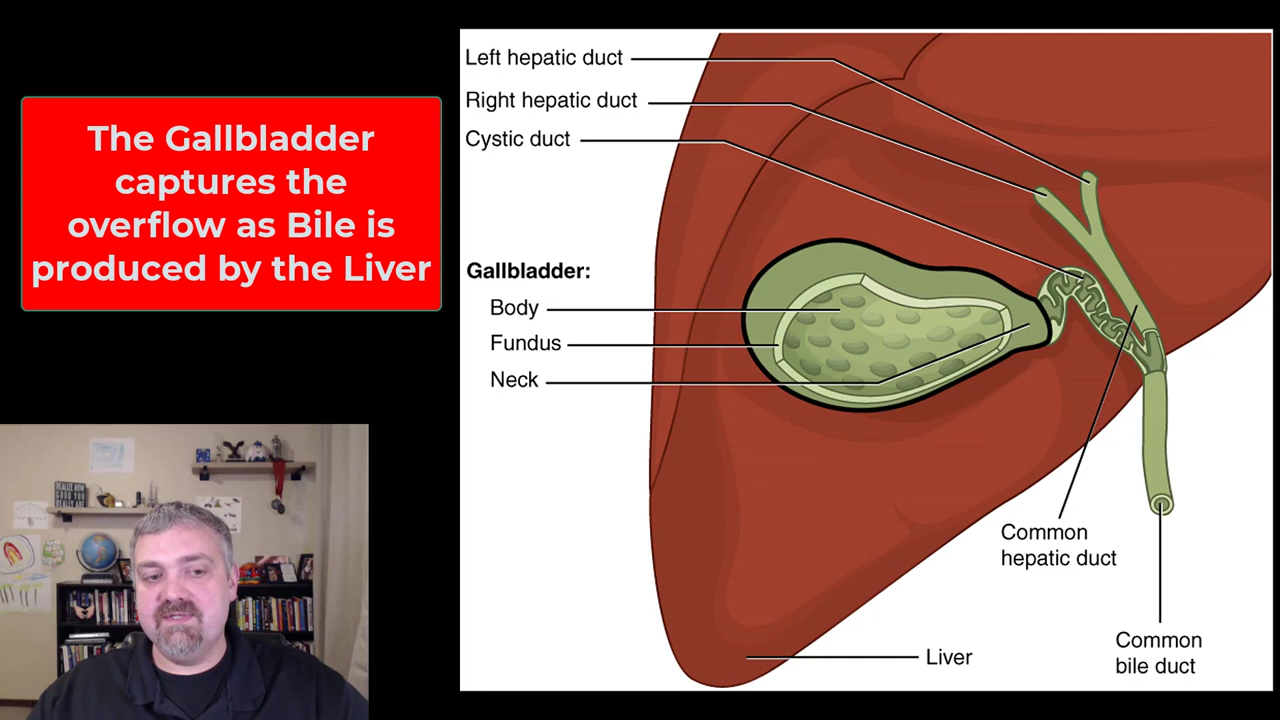 The Gallbladder
captures the
overflow as Bile is
produced by the Liver
Left hepatic duct
Right hepatic duct
Cystic duct
Gallbladder:
Body
Fundus
Neck
Common
hepatic duct
Common
bile duct
Liver